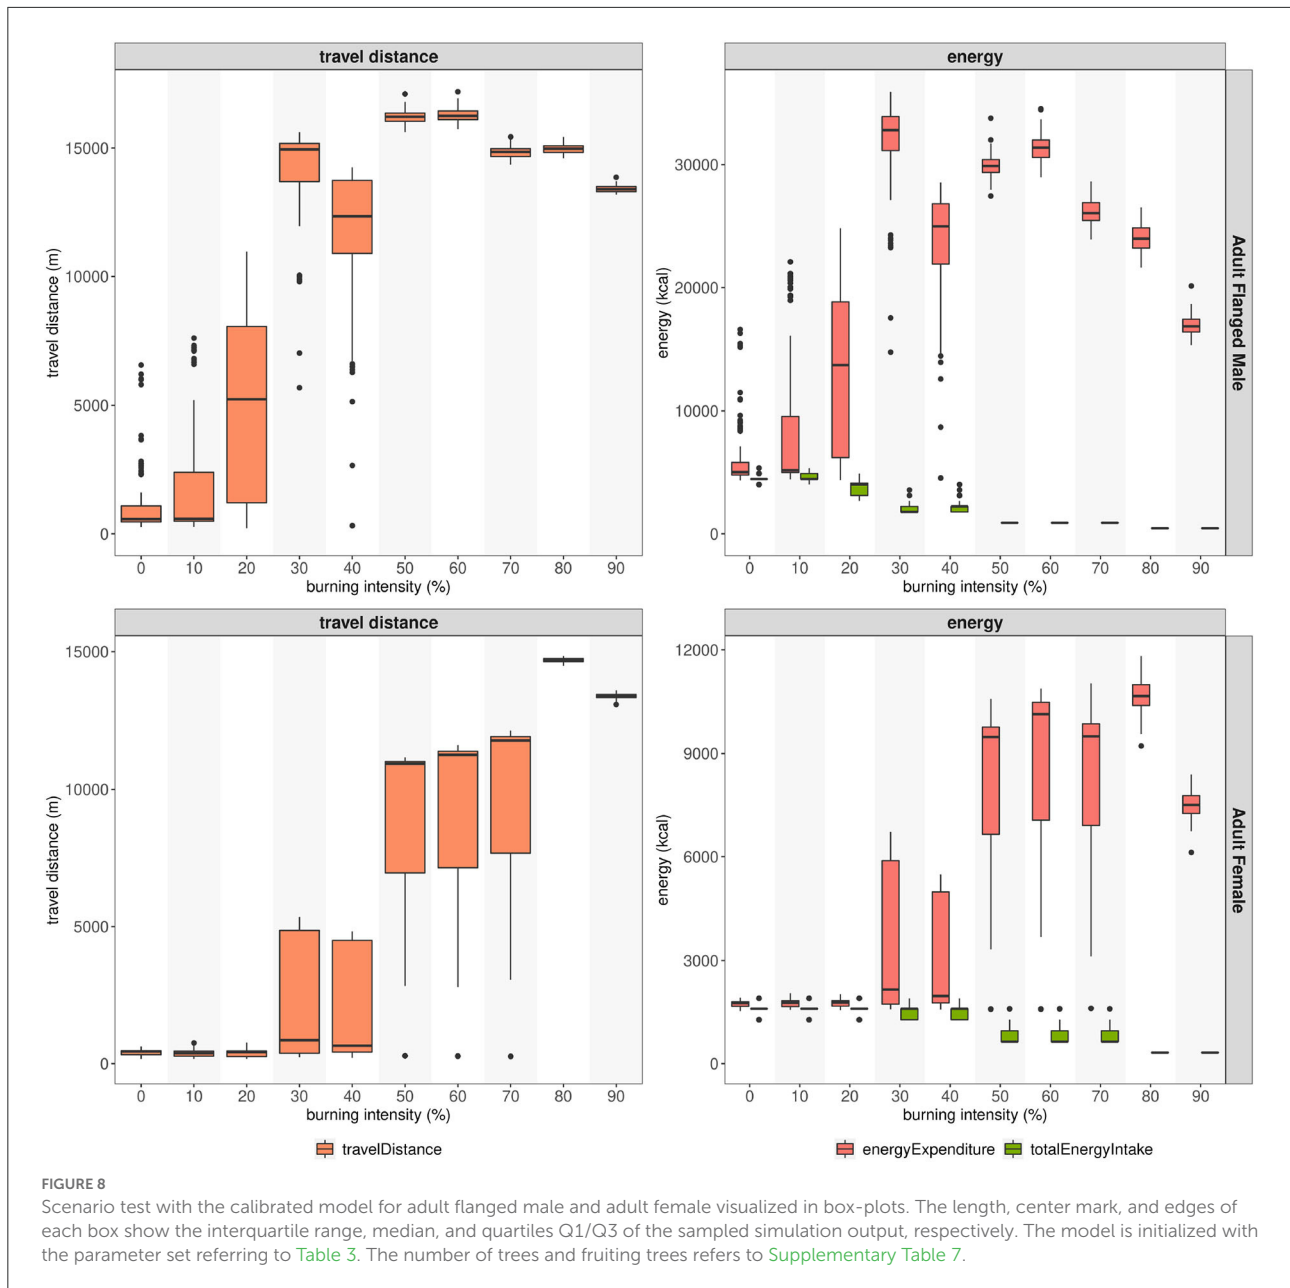 travel distance
energy
travel distance (m)
15000
10000
5000
0
0 10 20 30 40 50 60 70 80 90
burning intensity (%)
energy (kcal)
30000
20000
10000
0
0 10 20 30 40 50 60 70 80 90
burning intensity (%)
Adult Flanged Male
travel distance
energy
travel distance (m)
15000
10000
5000
0
0 10 20 30 40 50 60 70 80 90
burning intensity (%)
energy (kcal)
12000
9000
6000
3000
0
0 10 20 30 40 50 60 70 80 90
burning intensity (%)
Adult Female
travelDistance
energyExpenditure totalEnergyIntake
FIGURE 8
Scenario test with the calibrated model for adult flanged male and adult female visualized in box-plots. The length, center mark, and edges of
each box show the interquartile range, median, and quartiles Q1/Q3 of the sampled simulation output, respectively. The model is initialized with
the parameter set referring to Table 3. The number of trees and fruiting trees refers to Supplementary Table 7.